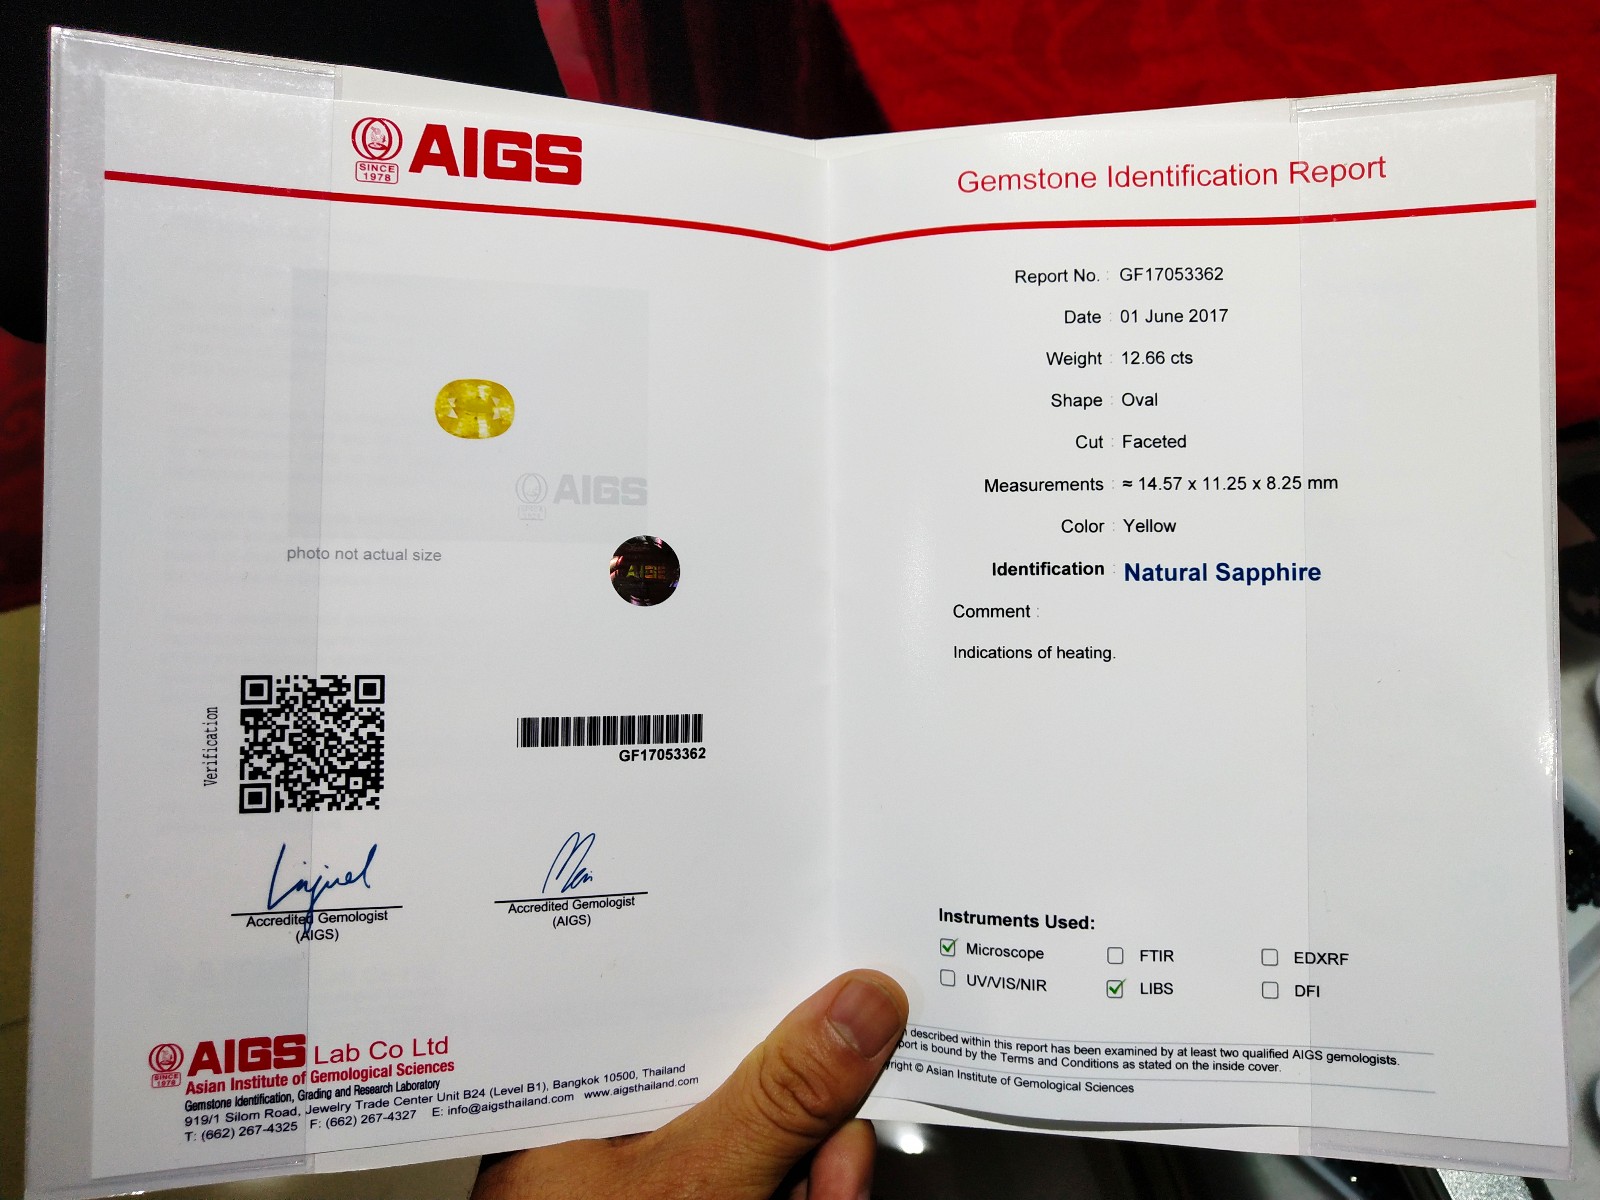 AIGS
SINCE
1978
AIGS
photo not actual size
Verification
GF17053362
Accredited Gemologist
(AIGS)
Accredited Gemologist
(AIGS)
SINCE
1978
AIGS Lab Co Ltd
Asian Institute of Gemological Sciences
Gemstone Identification, Grading and Research Laboratory
919/1 Silom Road, Jewelry Trade Center Unit B24 (Level B1), Bangkok 10500, Thailand
T: (662) 267-4325 F: (662) 267-4327 E: info@aigsthailand.com www.aigsthailand.com
Gemstone Identification Report
Report No. : GF17053362
Date : 01 June 2017
Weight : 12.66 cts
Shape : Oval
Cut : Faceted
Measurements : ≈ 14.57 x 11.25 x 8.25 mm
Color : Yellow
Identification : Natural Sapphire
Comment :
Indications of heating.
Instruments Used:
Microscope FTIR EDXRF
UV/VIS/NIR LIBS DFI
described within this report has been examined by at least two qualified AIGS gemologists.
is bound by the Terms and Conditions as stated on the inside cover.
© Asian Institute of Gemological Sciences